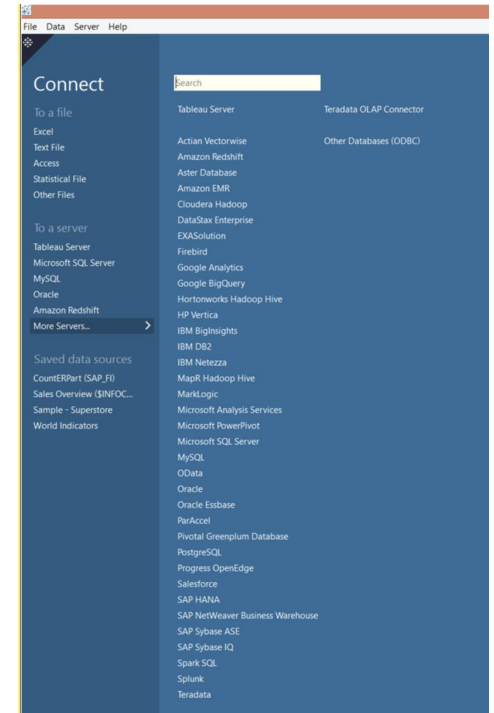 File Data Server Help
Connect
To a file
Excel
Text File
Access
Statistical File
Other Files
To a server
Tableau Server
Microsoft SQL Server
MySQL
Oracle
Amazon Redshift
More Servers...
Saved data sources
CountERPart (SAP_FI)
Sales Overview ($INFOC...
Sample - Superstore
World Indicators
Search
Tableau Server
Actian Vectorwise
Amazon Redshift
Aster Database
Amazon EMR
Cloudera Hadoop
DataStax Enterprise
EXASolution
Firebird
Google Analytics
Google BigQuery
Hortonworks Hadoop Hive
HP Vertica
IBM BigInsights
IBM DB2
IBM Netezza
MapR Hadoop Hive
MarkLogic
Microsoft Analysis Services
Microsoft PowerPivot
Microsoft SQL Server
MySQL
OData
Oracle
Oracle Essbase
ParAccel
Pivotal Greenplum Database
PostgreSQL
Progress OpenEdge
Salesforce
SAP HANA
SAP NetWeaver Business Warehouse
SAP Sybase ASE
SAP Sybase IQ
Spark SQL
Splunk
Teradata
Teradata OLAP Connector
Other Databases (ODBC)